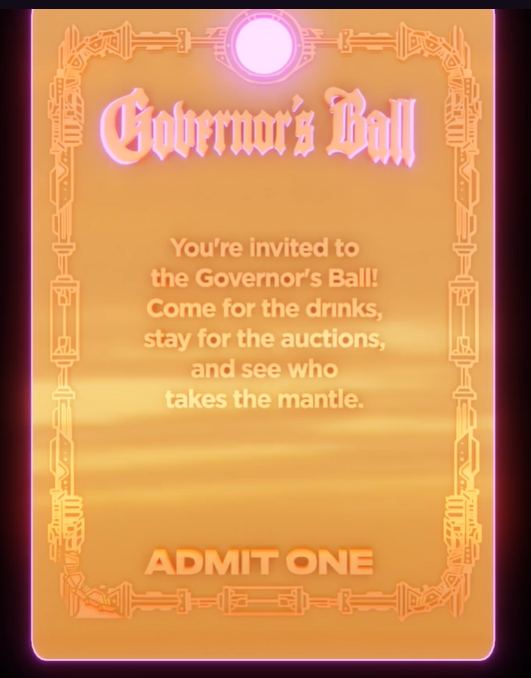 Governor's Ball
You're invited to
the Governor's Ball!
Come for the drinks,
stay for the auctions,
and see who
takes the mantle.
ADMIT ONE